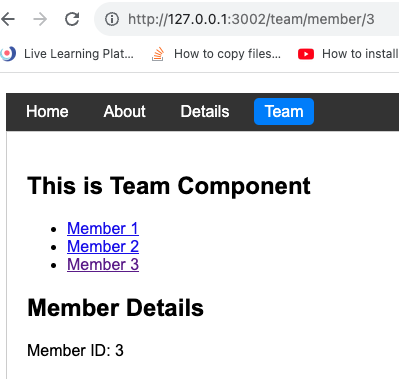 http://127.0.0.1:3002/team/member/3
Live Learning Plat... How to copy files... How to install
Home About Details Team
This is Team Component
Member 1
Member 2
Member 3
Member Details
Member ID: 3